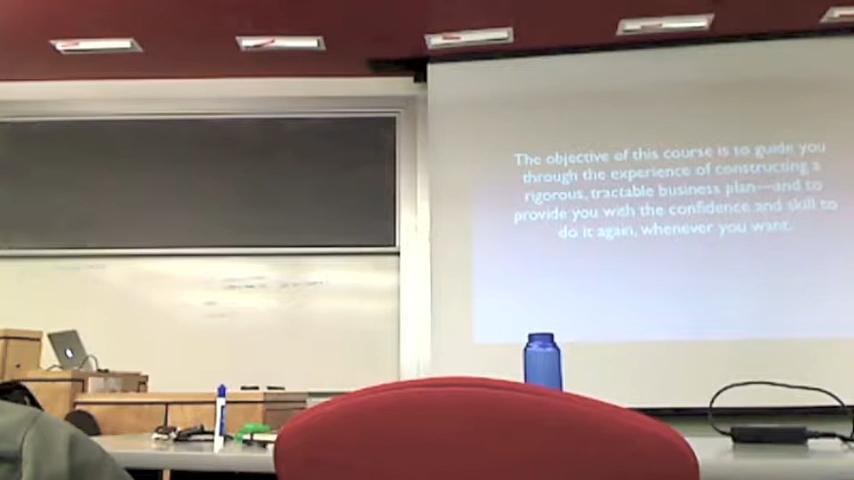 The objective of this course is to guide you
through the experience of constructing a
rigorous, tractable business plan—and to
provide you with the confidence and skill to
do it again, whenever you want.